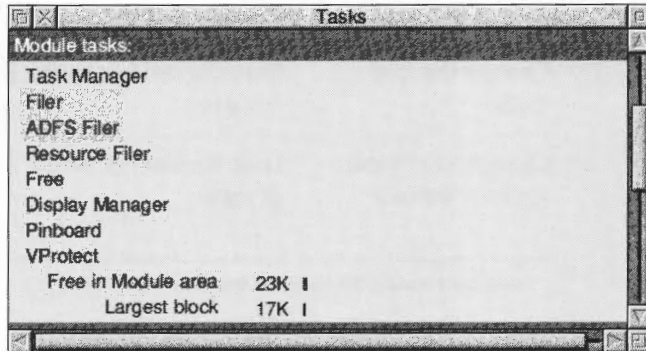 Tasks
Module tasks:
Task Manager
Filer
ADFS Filer
Resource Filer
Free
Display Manager
Pinboard
VProtect
Free in Module area 23K
Largest block 17K